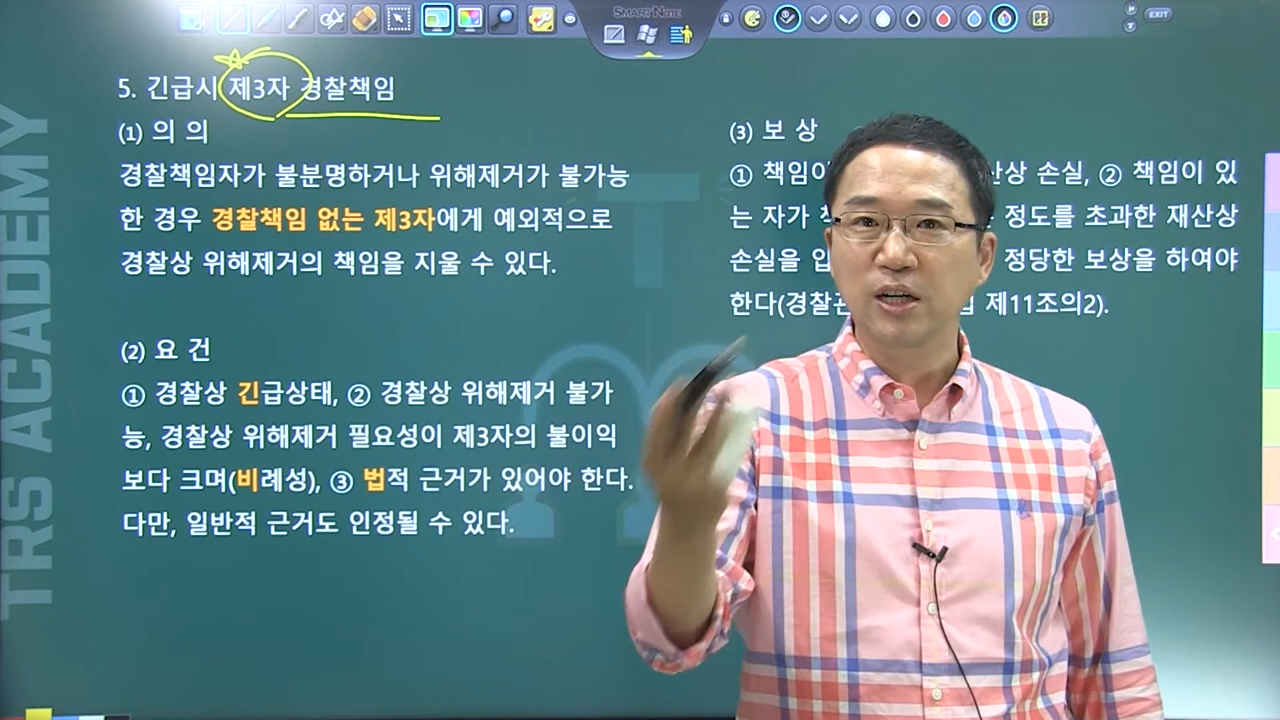 SMARTNOTE
EXIT
5. 긴급시 제3자 경찰책임
(1) 의 의
경찰책임자가 불분명하거나 위해제거가 불가능
한 경우 경찰책임 없는 제3자에게 예외적으로
경찰상 위해제거의 책임을 지울 수 있다.
(2) 요 건
① 경찰상 긴급상태, ② 경찰상 위해제거 불가
능, 경찰상 위해제거 필요성이 제3자의 불이익
보다 크며(비례성), ③ 법적 근거가 있어야 한다.
다만, 일반적 근거도 인정될 수 있다.
(3) 보 상
① 책임이 산상 손실, ② 책임이 있
는 자가 정도를 초과한 재산상
손실을 입 정당한 보상을 하여야
한다(경찰관 법 제11조의2).
TRS ACADEMY